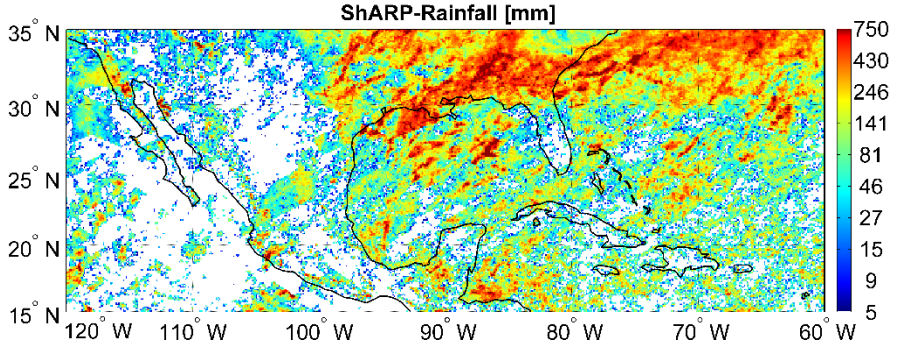 ShARP-Rainfall [mm]
35° N
30° N
25° N
20° N
15° N
120° W
110° W
100° W
90° W
80° W
70° W
60° W
750
430
246
141
81
46
27
15
9
5